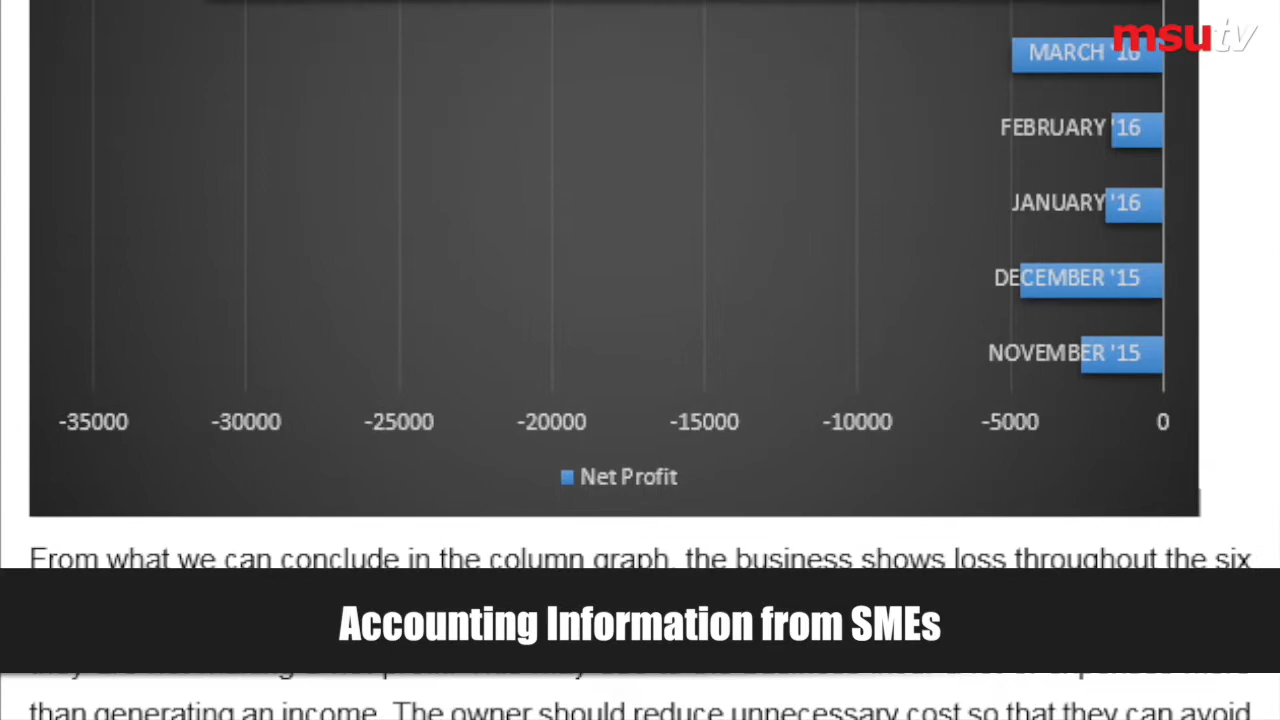 msutv
MARCH '16
FEBRUARY '16
JANUARY '16
DECEMBER '15
NOVEMBER '15
-35000 -30000 -25000 -20000 -15000 -10000 -5000 0
Net Profit
From what we can conclude in the column graph, the business shows loss throughout the six
Accounting Information from SMEs
than generating an income. The owner should reduce unnecessary cost so that they can avoid